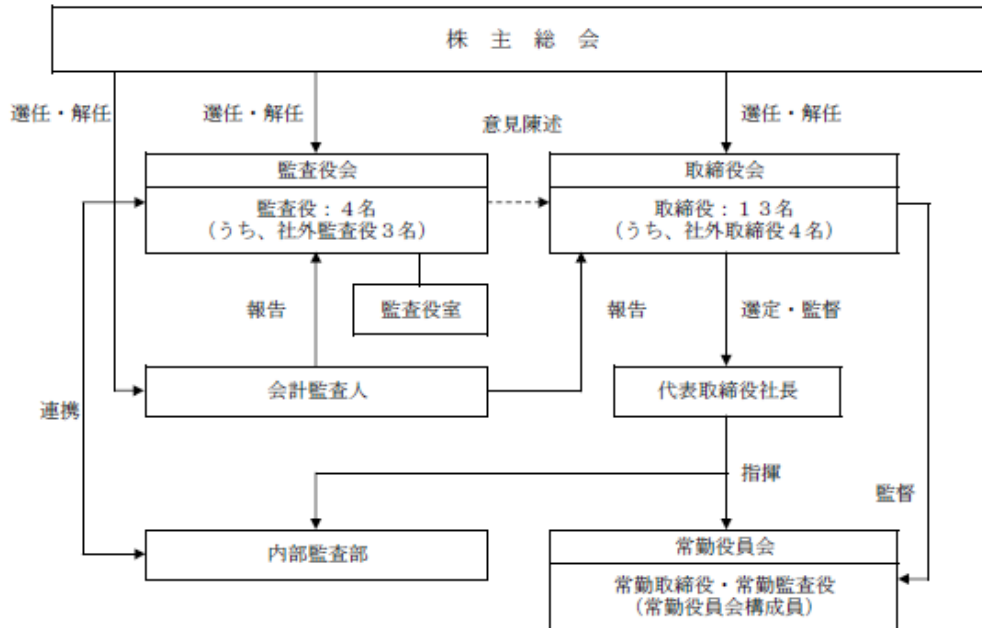 株 主 総 会
選任・解任
選任・解任
選任・解任
意見陳述
監査役会
取締役会
監査役：４名
（うち、社外監査役３名）
取締役：１３名
（うち、社外取締役４名）
報告
監査役室
報告
選定・監督
会計監査人
代表取締役社長
連携
指揮
監督
内部監査部
常勤役員会
常勤取締役・常勤監査役
（常勤役員会構成員）